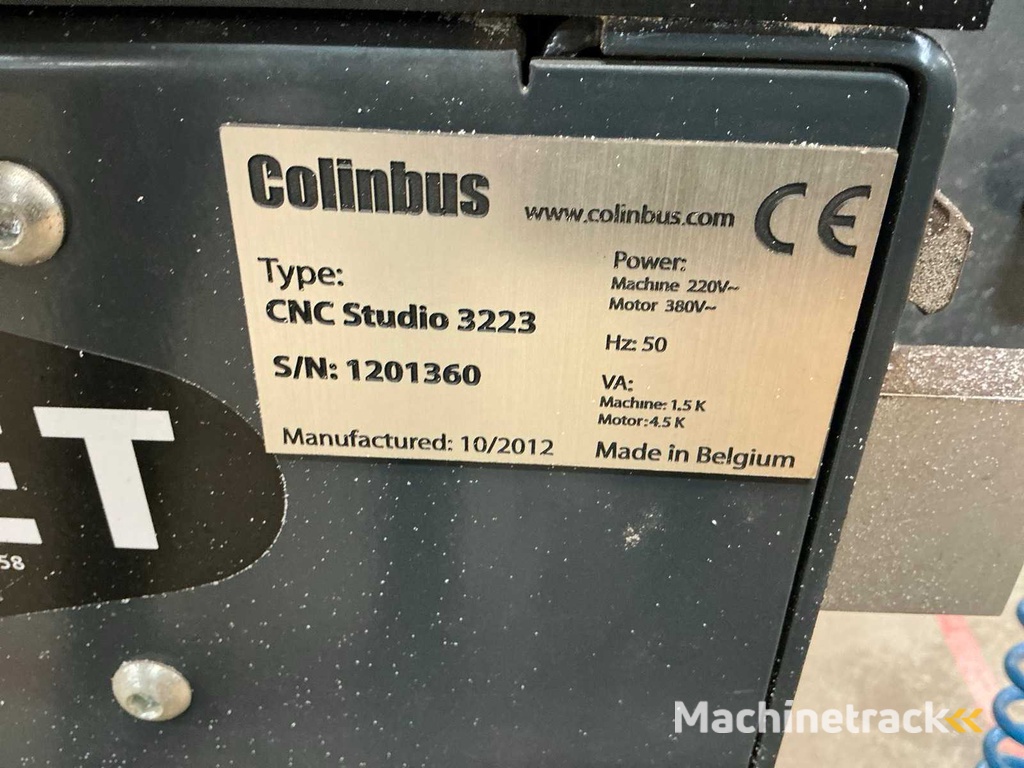 Colinbus
www.colinbus.com
CE
Type:
CNC Studio 3223
S/N: 1201360
Manufactured: 10/2012
Power:
Machine 220V~
Motor 380V~
Hz: 50
VA:
Machine: 1.5 K
Motor:4.5 K
Made in Belgium
ET
58
Machinetrack